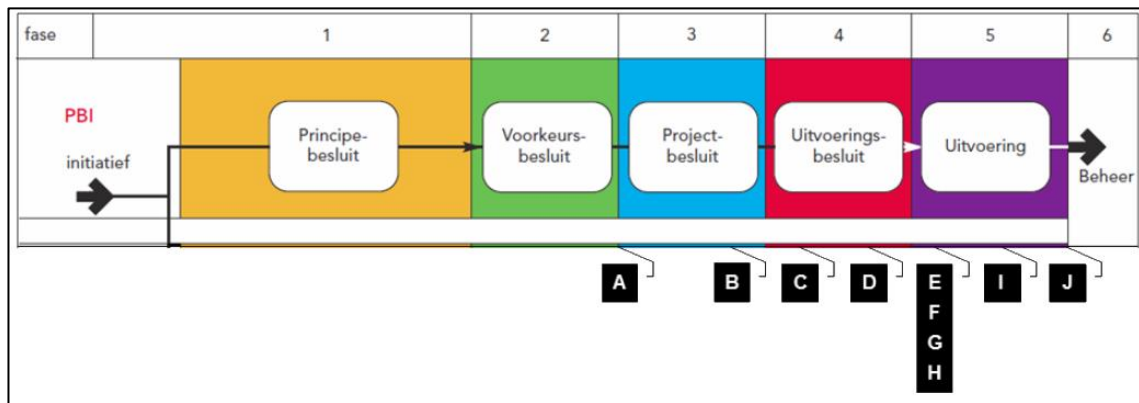 fase 1 2 3 4 5 6
PBI
initiatief
Principe-
besluit
Voorkeurs-
besluit
Project-
besluit
Uitvoerings-
besluit
Uitvoering
Beheer
A B C D E I J
F
G
H